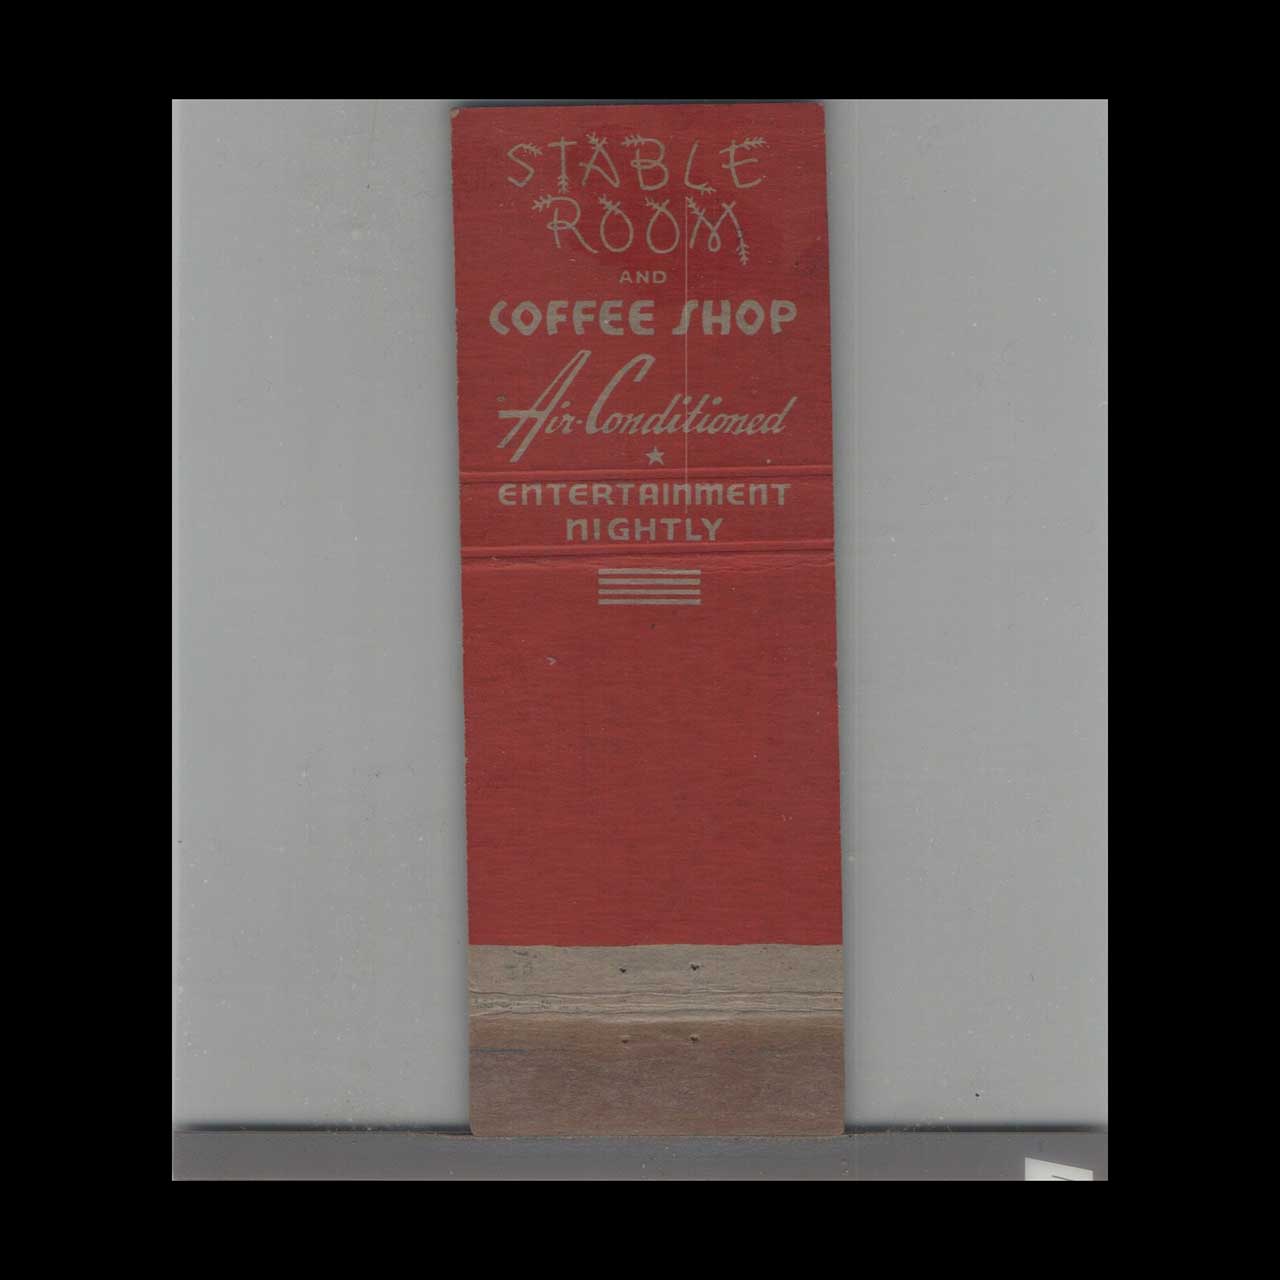 STABLE
ROOM
AND
COFFEE SHOP
Air-Conditioned
ENTERTAINMENT
NIGHTLY